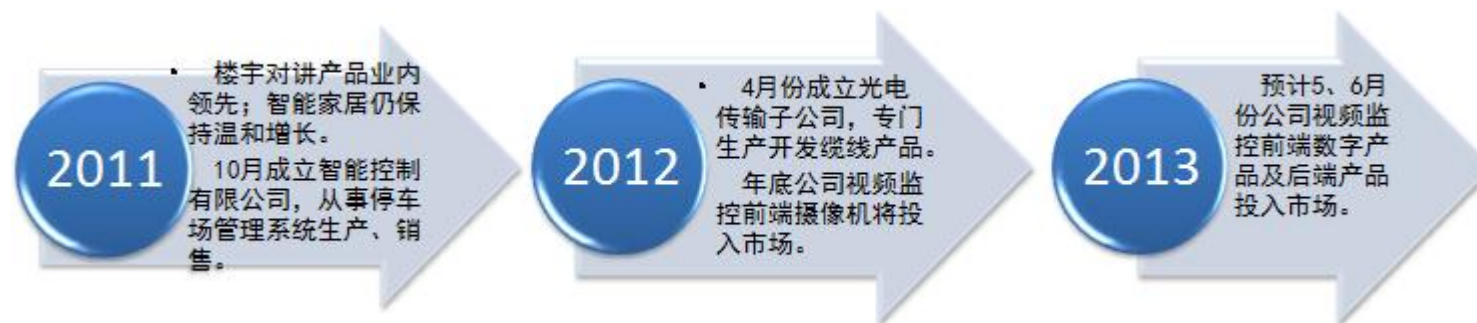 2011
• 楼宇对讲产品业内
领先；智能家居仍保
持温和增长。
10月成立智能控制
有限公司，从事停车
场管理系统生产、销
售。
2012
• 4月份成立光电
传输子公司，专门
生产开发缆线产品。
年底公司视频监
控前端摄像机将投
入市场。
2013
预计5、6月
份公司视频监
控前端数字产
品及后端产品
投入市场。